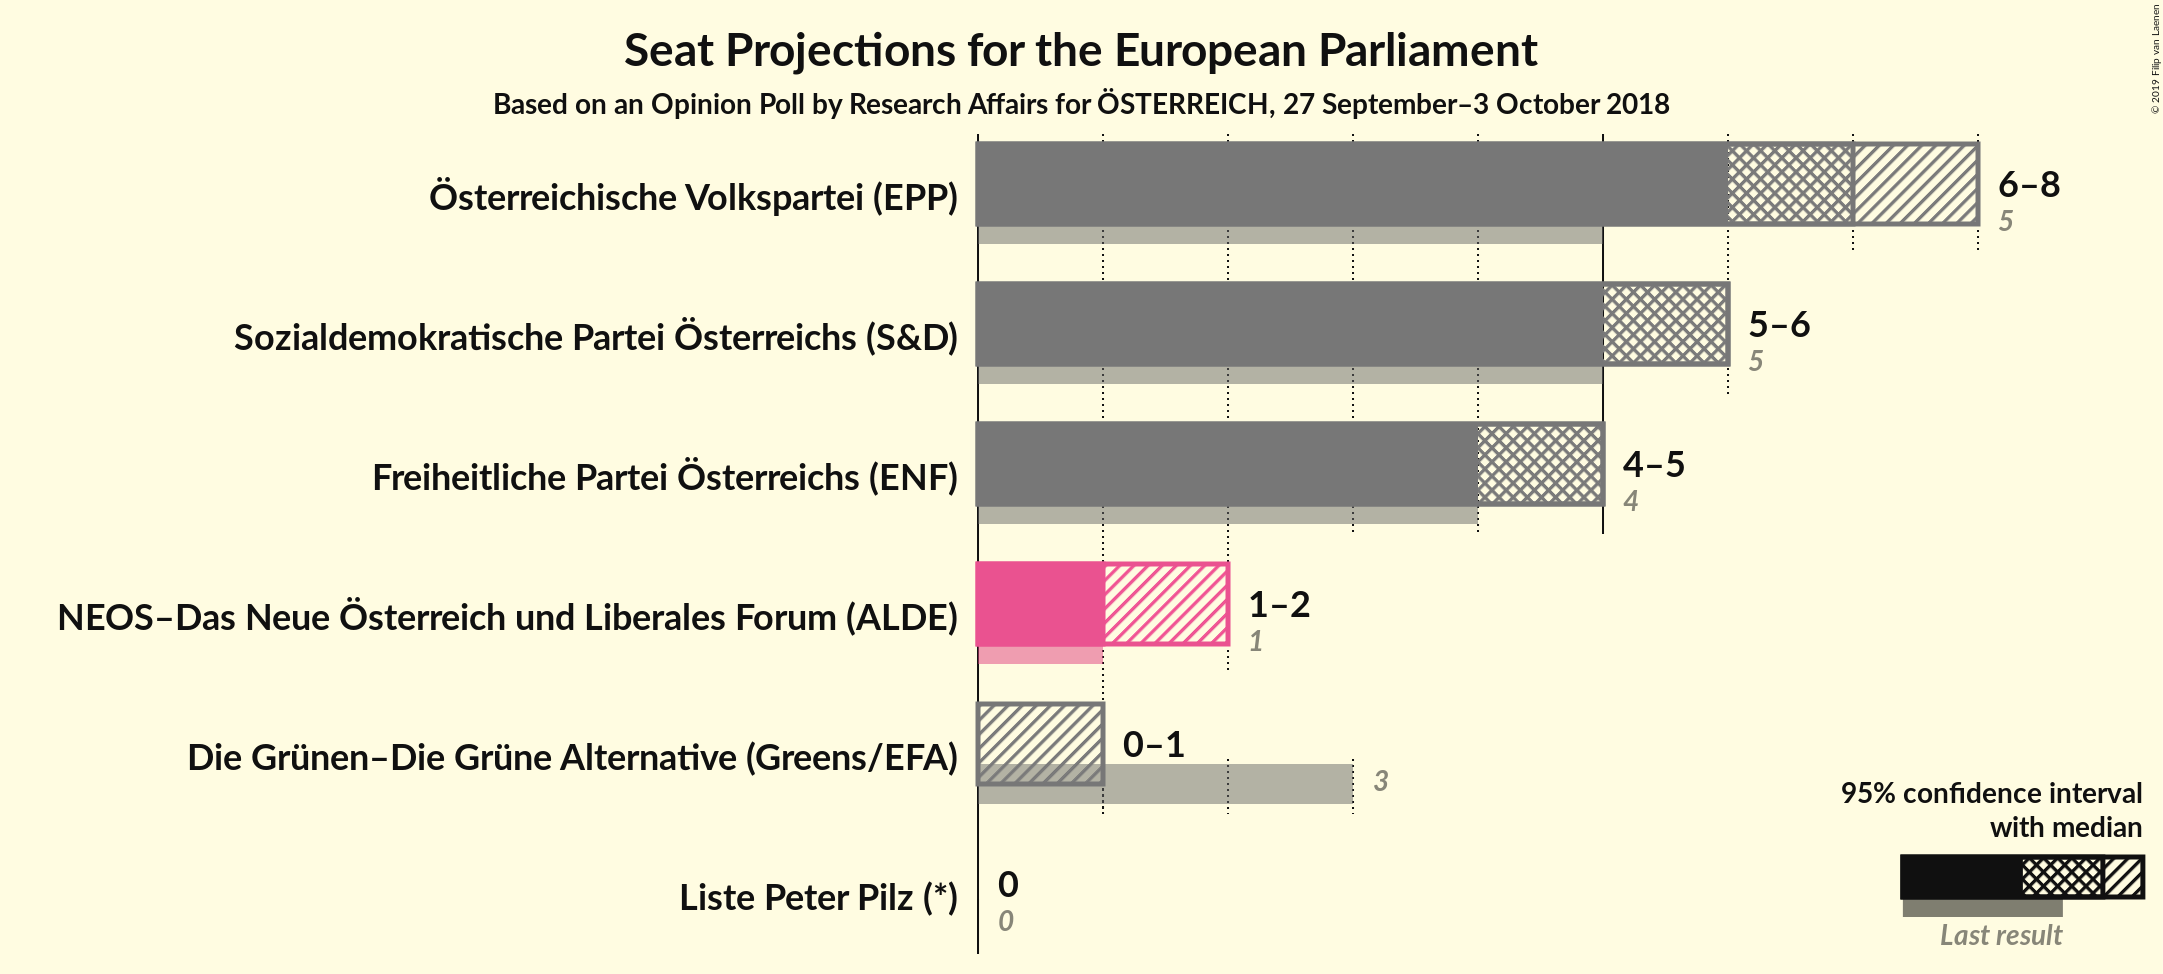 Seat Projections for the European Parliament
Based on an Opinion Poll by Research Affairs for ÖSTERREICH, 27 September–3 October 2018
© 2019 Filip van Laenen
Österreichische Volkspartei (EPP)
6–8
5
Sozialdemokratische Partei Österreichs (S&D)
5–6
5
Freiheitliche Partei Österreichs (ENF)
4–5
4
NEOS–Das Neue Österreich und Liberales Forum (ALDE)
1–2
1
Die Grünen–Die Grüne Alternative (Greens/EFA)
0–1
3
Liste Peter Pilz (*)
0
0
95% confidence interval
with median
Last result